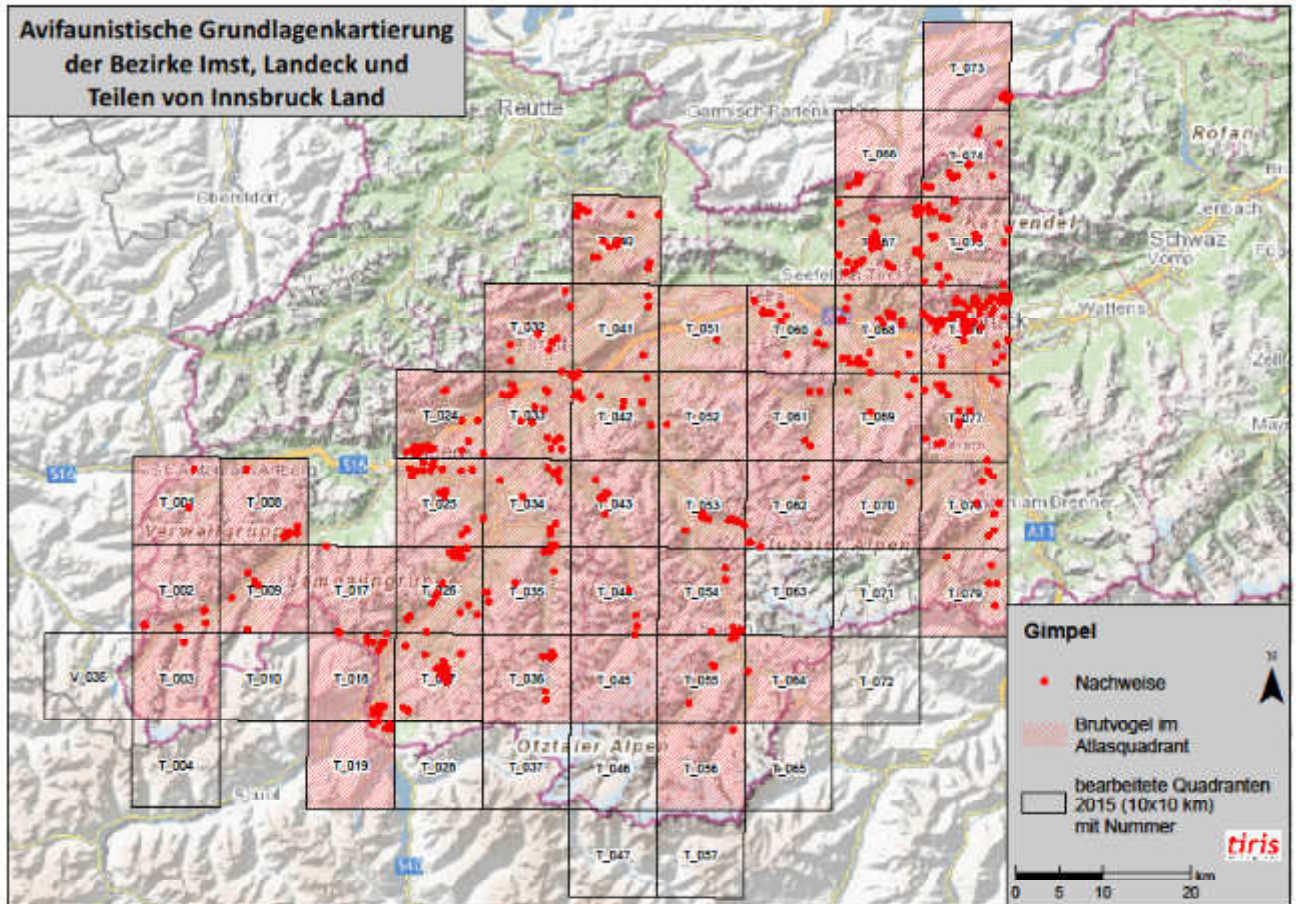 Avifaunistische Grundlagenkartierung
der Bezirke Imst, Landeck und
Teilen von Innsbruck Land
T_073
Reutte
Garmisch-Partenkirchen
Rofan
T_066
T_074
Oberstdorf
Jenbach
Schwaz
Vomp
T_040
T_067
T_075
Karwendel
Seefeld in Tirol
Wattens
T_032
T_041
T_051
T_060
T_068
T_024
T_033
T_042
T_052
T_061
T_069
T_077
S16
S16
T_001
T_008
T_025
T_034
T_043
T_053
T_062
T_070
am Brenner
Verwallgruppe
A13
T_002
T_009
T_017
T_026
T_035
T_044
T_054
T_063
T_071
T_079
V_036
T_003
T_010
T_018
T_036
T_045
T_055
T_064
T_072
T_004
T_019
T_028
T_037
Ötztaler Alpen
T_046
T_056
T_065
T_047
T_057
Gimpel
N
Nachweise
Brutvogel im
Atlasquadrant
bearbeitete Quadranten
2015 (10x10 km)
mit Nummer
tiris
km
0 5 10 20